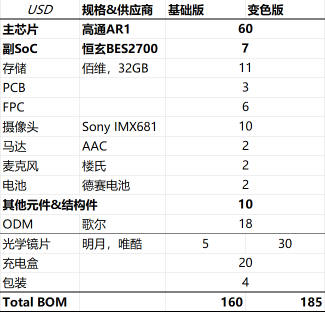 USD 规格&供应商 基础版 变色版
主芯片 高通AR1 60
副SoC 恒玄BES2700 7
存储 佰维，32GB 11
PCB 3
FPC 6
摄像头 Sony IMX681 10
马达 AAC 2
麦克风 楼氏 2
电池 德赛电池 2
其他元件&结构件 10
ODM 歌尔 18
光学镜片 明月，唯酷 5 30
充电盒 20
包装 4
Total BOM 160 185